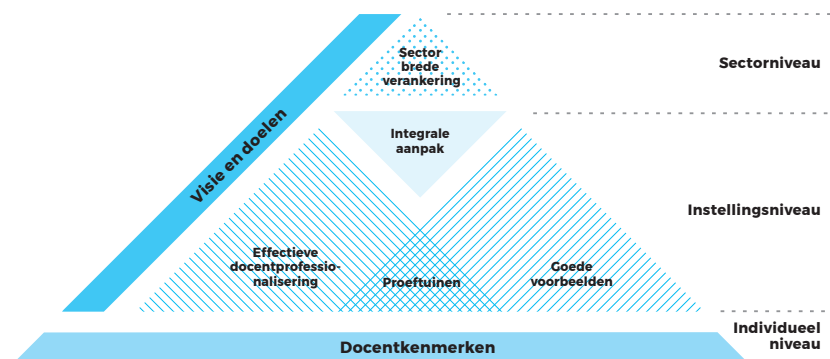 Sector
brede
verankering
Sectorniveau
Visie en doelen
Integrale
aanpak
Instellingsniveau
Effectieve
docentprofessio-
nalisering
Proeftuinen
Goede
voorbeelden
Individueel
niveau
Docentkenmerken